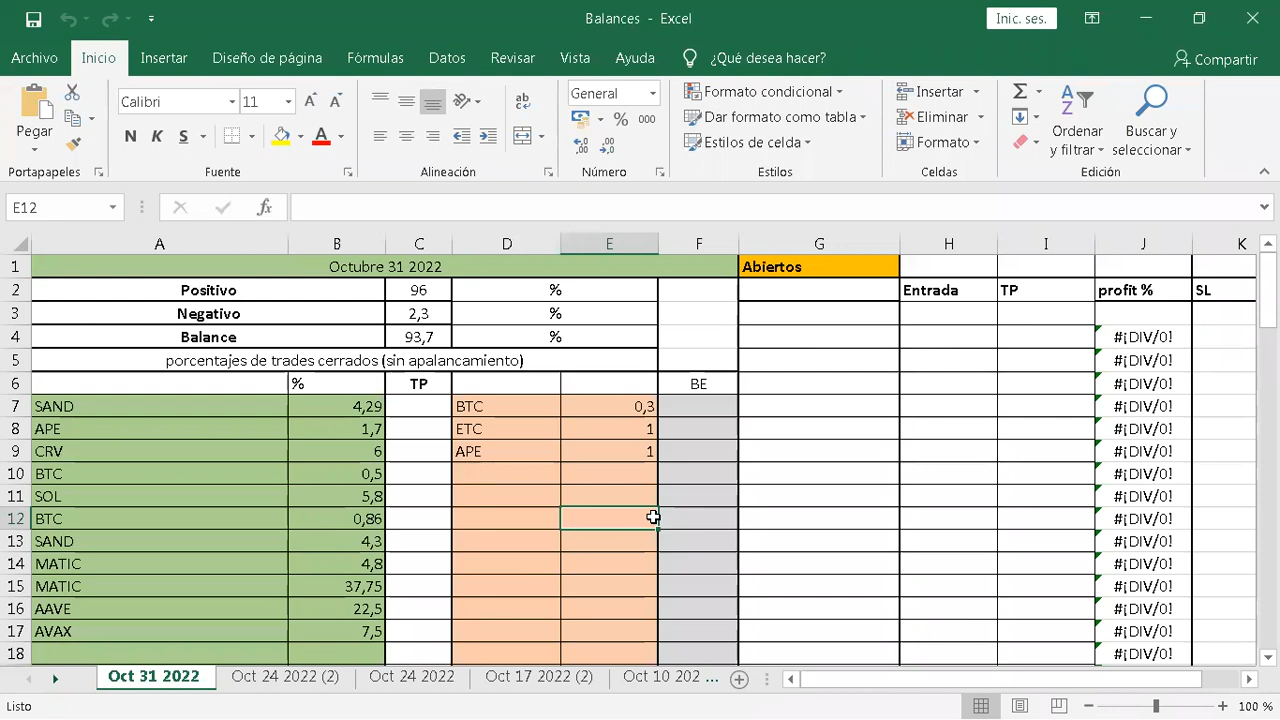 Balances - Excel
Inic. ses.
Archivo Inicio Insertar Diseño de página Fórmulas Datos Revisar Vista Ayuda ¿Qué desea hacer? Compartir
Pegar
Calibri 11
N K S
A
ab
c
General
% 000
Formato condicional
Dar formato como tabla
Estilos de celda
Insertar
Eliminar
Formato
Ordenar
y filtrar
Buscar y
seleccionar
Portapapeles Fuente Alineación Número Estilos Celdas Edición
E12 fx
A B C D E F G H I J K
1 Octubre 31 2022 Abiertos
2 Positivo 96 % Entrada TP profit % SL
3 Negativo 2,3 %
4 Balance 93,7 % #¡DIV/0!
5 porcentajes de trades cerrados (sin apalancamiento) #¡DIV/0!
6 % TP BE #¡DIV/0!
7 SAND 4,29 BTC 0,3 #¡DIV/0!
8 APE 1,7 ETC 1 #¡DIV/0!
9 CRV 6 APE 1 #¡DIV/0!
10 BTC 0,5 #¡DIV/0!
11 SOL 5,8 #¡DIV/0!
12 BTC 0,86 #¡DIV/0!
13 SAND 4,3 #¡DIV/0!
14 MATIC 4,8 #¡DIV/0!
15 MATIC 37,75 #¡DIV/0!
16 AAVE 22,5 #¡DIV/0!
17 AVAX 7,5 #¡DIV/0!
18 #¡DIV/0!
Oct 31 2022 Oct 24 2022 (2) Oct 24 2022 Oct 17 2022 (2) Oct 10 202 ...
Listo 100 %